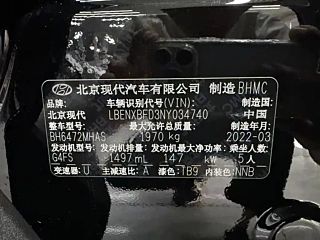 北京现代汽车有限公司 制造 BHMC
品牌: 车辆识别代号(VIN): 制造国:
北京现代 LBENXBFD3NY034740 中国
整车型号: 最大允许总质量: 制造年月:
BH6472MHAS 1970 kg 2022-03
发动机型号: 发动机排量: 发动机最大净功率: 乘坐人数:
G4FS 1497mL 147 kw 5人
变速器: U 主减速比: A 漆色: TB9 内装色: NNB